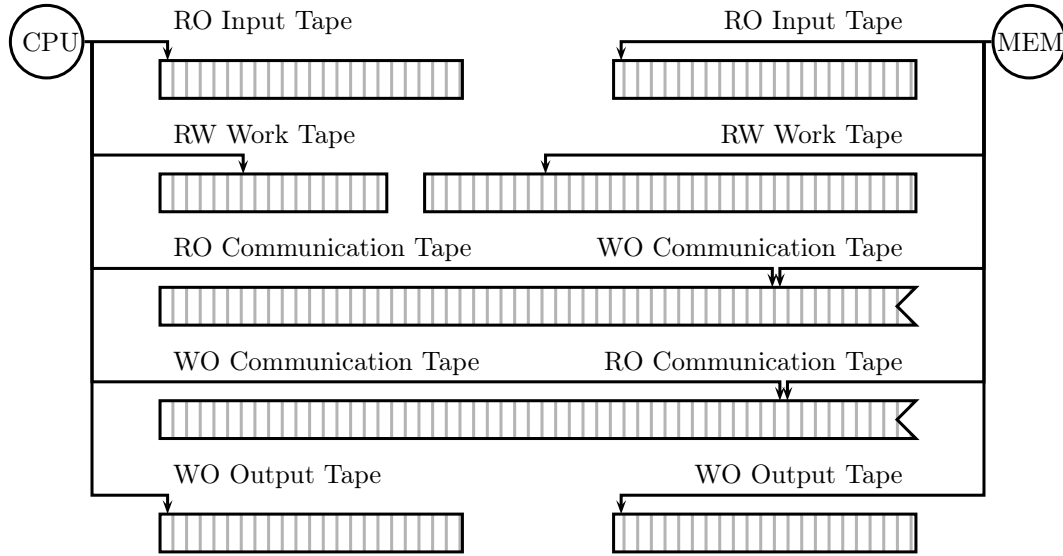 RO Input Tape RO Input Tape
CPU MEM
RW Work Tape RW Work Tape
RO Communication Tape WO Communication Tape
WO Communication Tape RO Communication Tape
WO Output Tape WO Output Tape